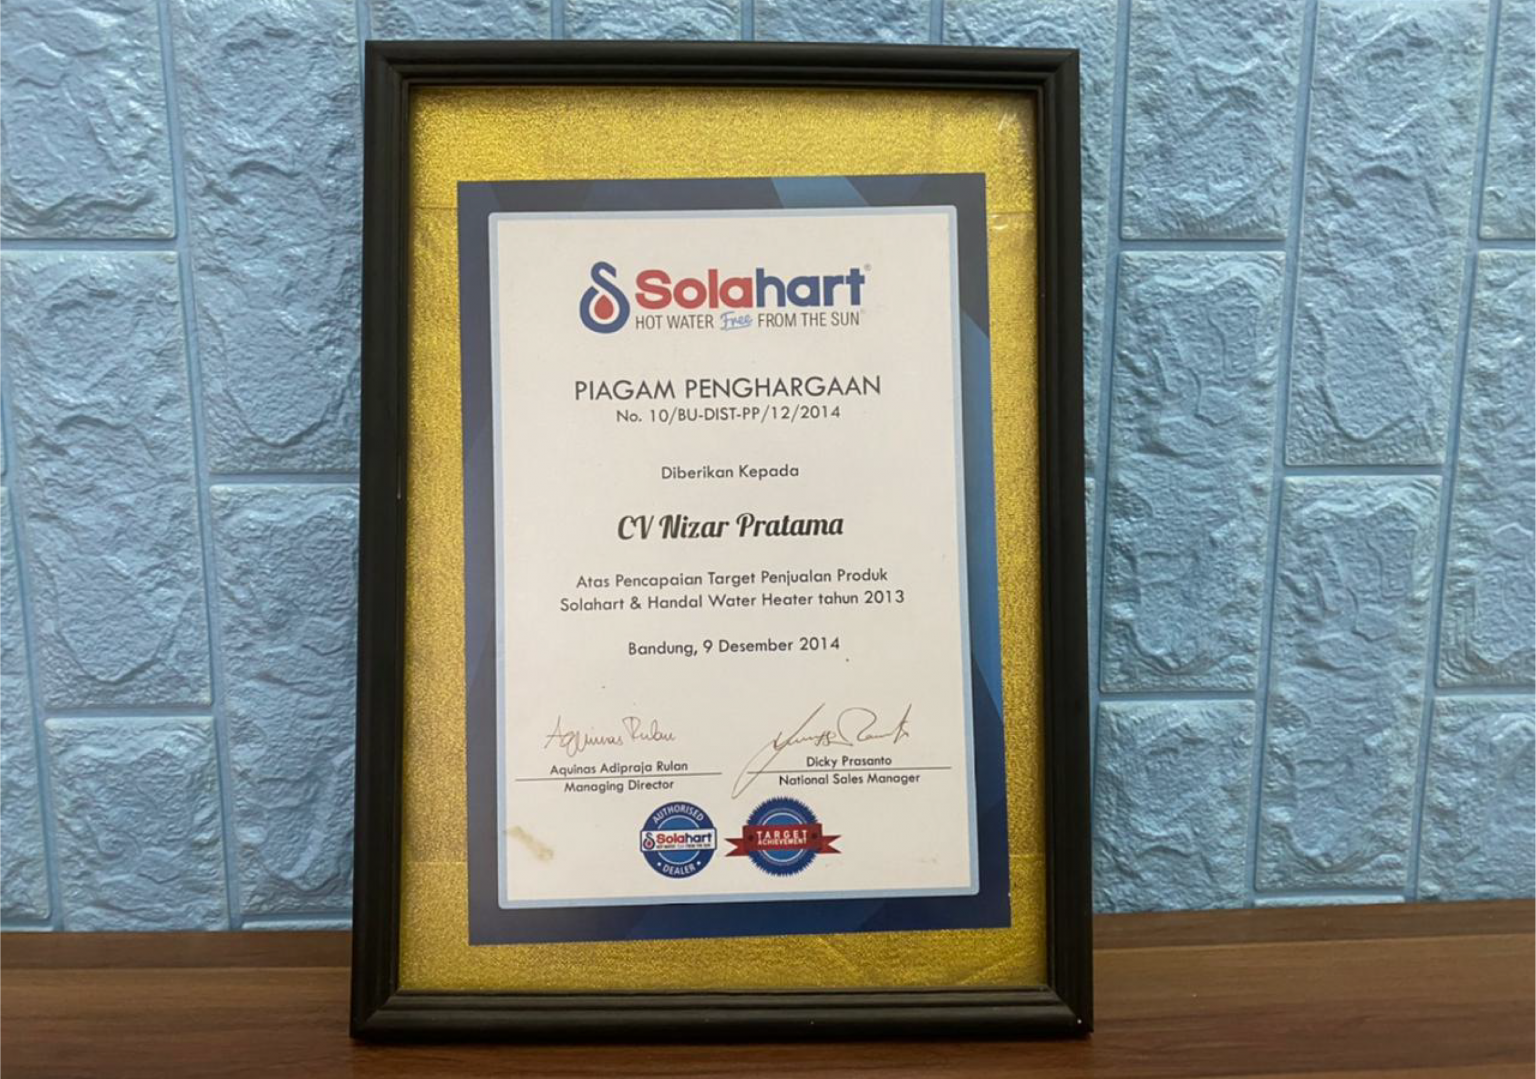 Solahart®
HOT WATER Free FROM THE SUN
PIAGAM PENGHARGAAN
No. 10/BU-DIST-PP/12/2014
Diberikan Kepada
CV Nizar Pratama
Atas Pencapaian Target Penjualan Produk
Solahart & Handal Water Heater tahun 2013
Bandung, 9 Desember 2014
Aquinas Rulan
Aquinas Adipraja Rulan
Managing Director
Dicky Prasanto
National Sales Manager
AUTHORISED
Solahart
DEALER
TARGET
ACHIEVEMENT